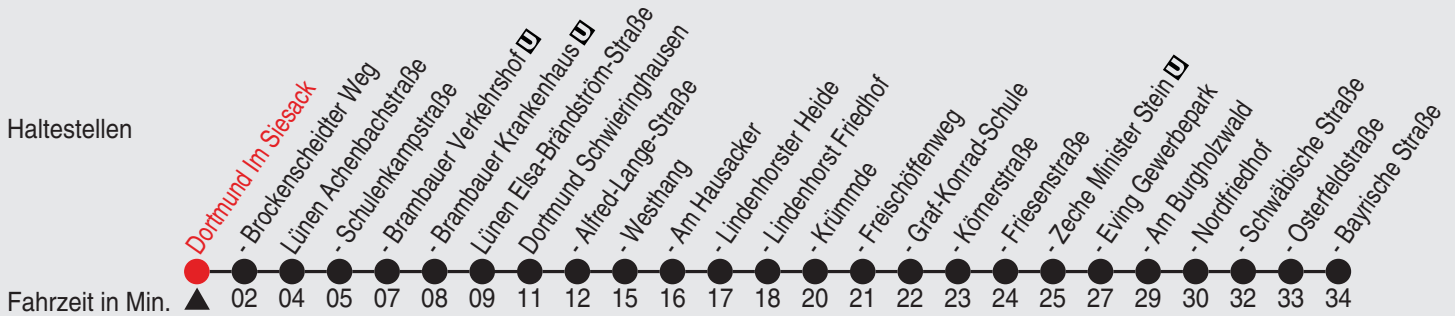 Haltestellen
Dortmund Im Siesack
- Brockenscheidter Weg
Lünen Achenbachstraße
- Schulenkampstraße
- Brambauer Verkehrshof U
- Brambauer Krankenhaus U
Lünen Elsa-Brändström-Straße
Dortmund Schwieringhausen
- Alfred-Lange-Straße
- Westhang
- Am Hausacker
- Lindenhorster Heide
- Lindenhorst Friedhof
- Krümmde
- Freischöffenweg
- Graf-Konrad-Schule
- Körnerstraße
- Friesenstraße
- Zeche Minister Stein U
- Eving Gewerbepark
- Am Burgholzwald
- Nordfriedhof
- Schwäbische Straße
- Osterfeldstraße
- Bayrische Straße
Fahrzeit in Min. ▲ 02 04 05 07 08 09 11 12 15 16 17 18 20 21 22 23 24 25 27 29 30 32 33 34